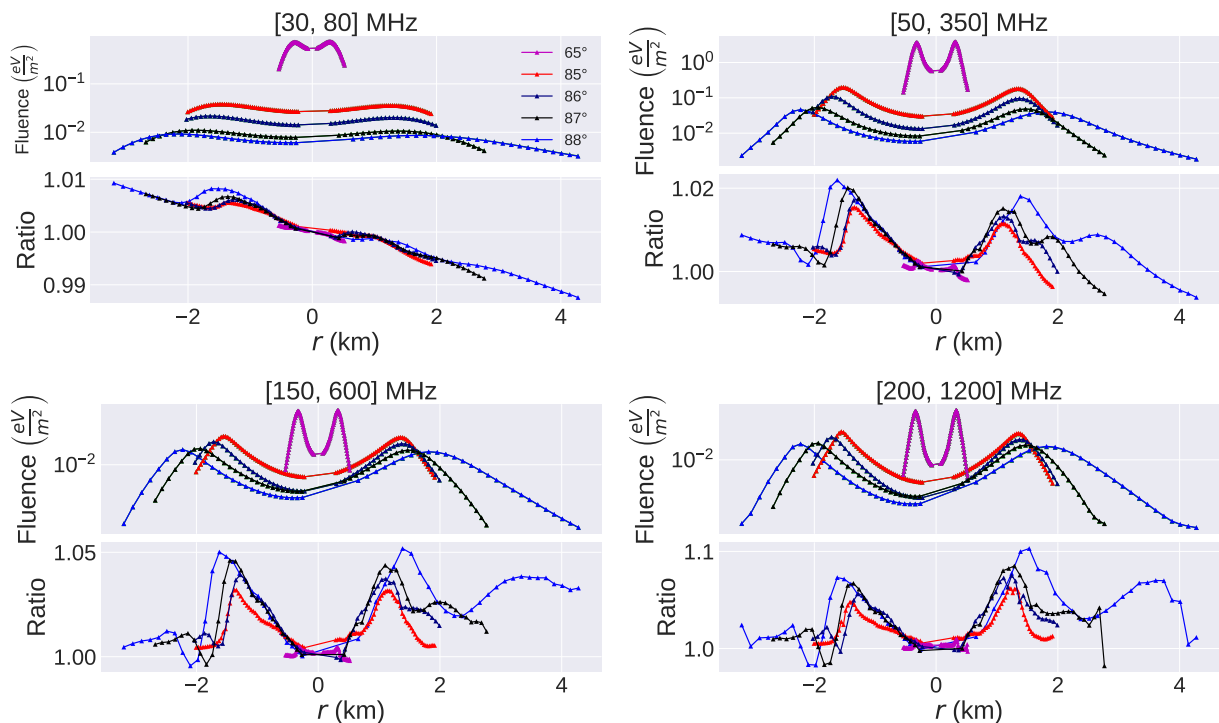 [30, 80] MHz
Fluence (eV/m²)
10⁻¹
10⁻²
65°
85°
86°
87°
88°
Ratio
1.01
1.00
0.99
−2 0 2 4
r (km)
[50, 350] MHz
Fluence (eV/m²)
10⁰
10⁻¹
10⁻²
Ratio
1.02
1.00
−2 0 2 4
r (km)
[150, 600] MHz
Fluence (eV/m²)
10⁻²
Ratio
1.05
1.00
−2 0 2 4
r (km)
[200, 1200] MHz
Fluence (eV/m²)
10⁻²
Ratio
1.1
1.0
−2 0 2 4
r (km)